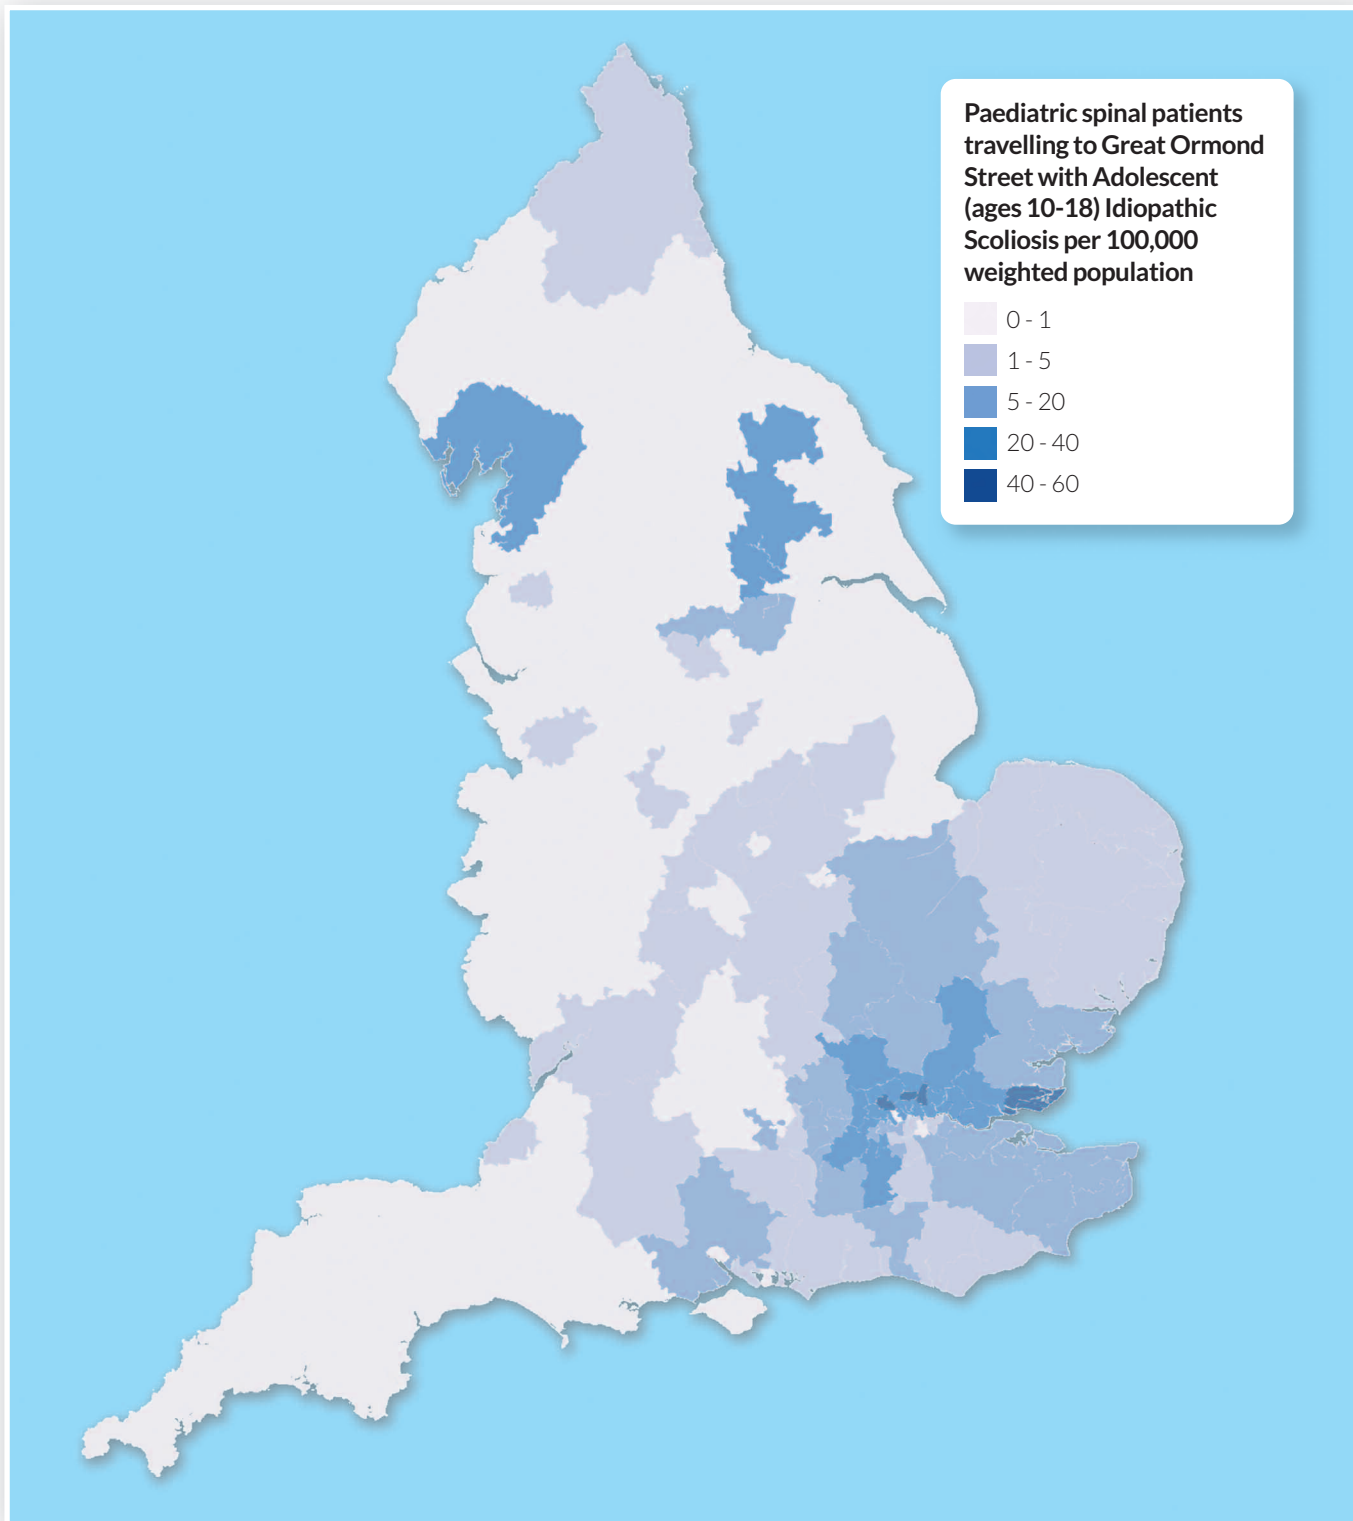 Paediatric spinal patients
travelling to Great Ormond
Street with Adolescent
(ages 10-18) Idiopathic
Scoliosis per 100,000
weighted population
0 - 1
1 - 5
5 - 20
20 - 40
40 - 60